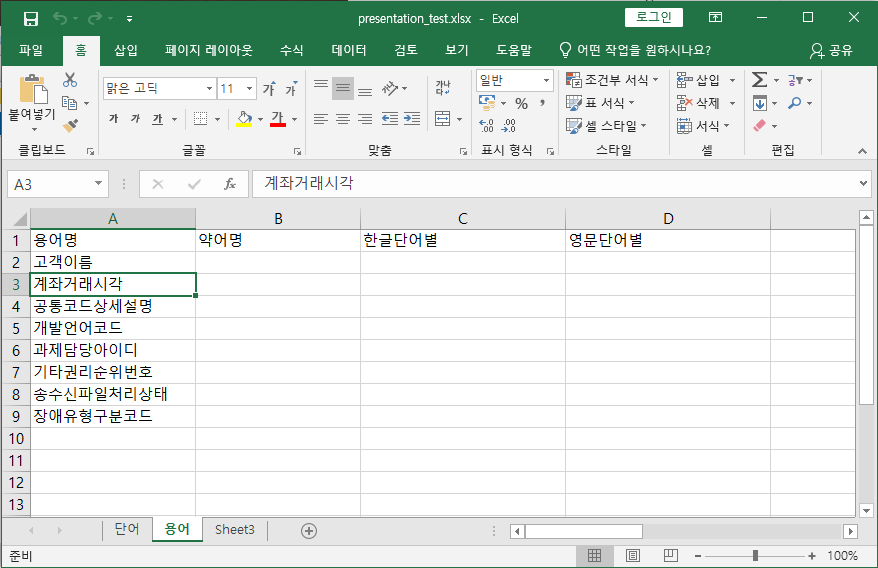 presentation_test.xlsx - Excel 로그인
파일 홈 삽입 페이지 레이아웃 수식 데이터 검토 보기 도움말 어떤 작업을 원하시나요? 공유
붙여넣기
맑은 고딕 11 가 가
가 가 가 가
가나다
일반
% ,
.00
.00
조건부 서식
표 서식
셀 스타일
삽입
삭제
서식
클립보드 글꼴 맞춤 표시 형식 스타일 셀 편집
A3 fx 계좌거래시각
A B C D
1 용어명 약어명 한글단어별 영문단어별
2 고객이름
3 계좌거래시각
4 공통코드상세설명
5 개발언어코드
6 과제담당아이디
7 기타권리순위번호
8 송수신파일처리상태
9 장애유형구분코드
10
11
12
13
단어 용어 Sheet3
준비 100%